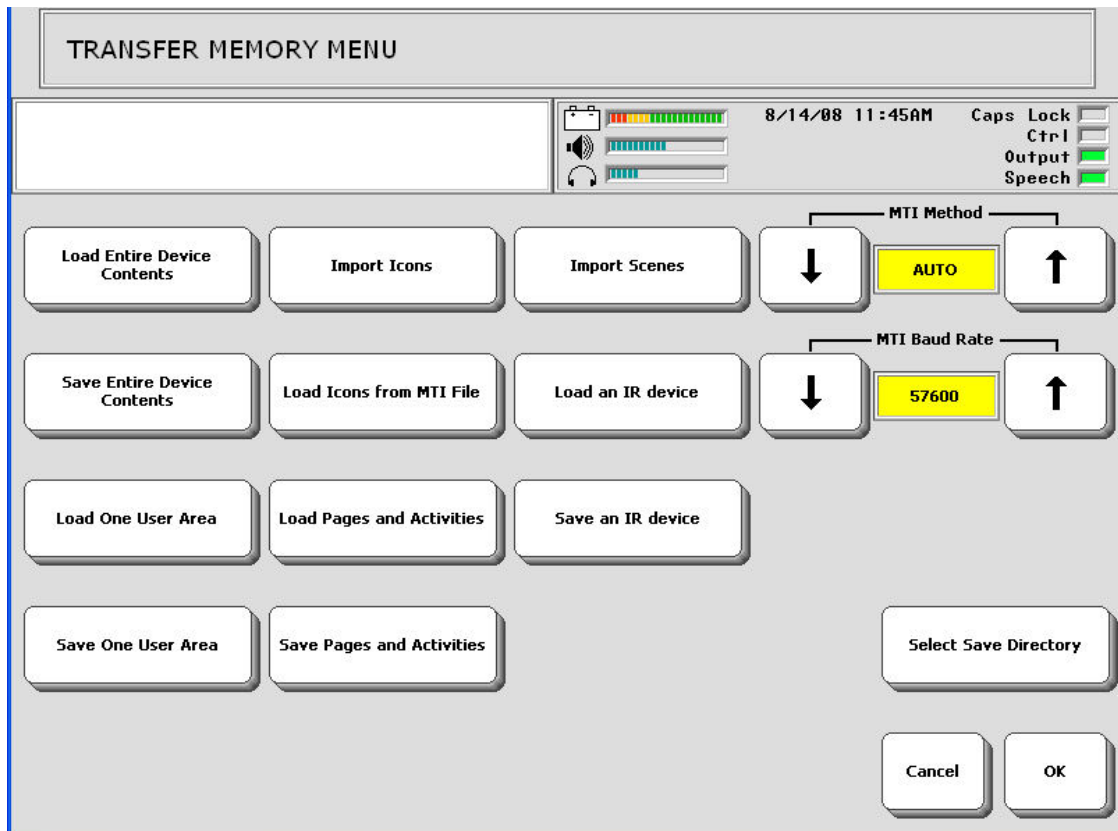 TRANSFER MEMORY MENU
8/14/08 11:45AM
Caps Lock
Ctrl
Output
Speech
MTI Method
Load Entire Device
Contents
Import Icons
Import Scenes
AUTO
MTI Baud Rate
Save Entire Device
Contents
Load Icons from MTI File
Load an IR device
57600
Load One User Area
Load Pages and Activities
Save an IR device
Save One User Area
Save Pages and Activities
Select Save Directory
Cancel
OK